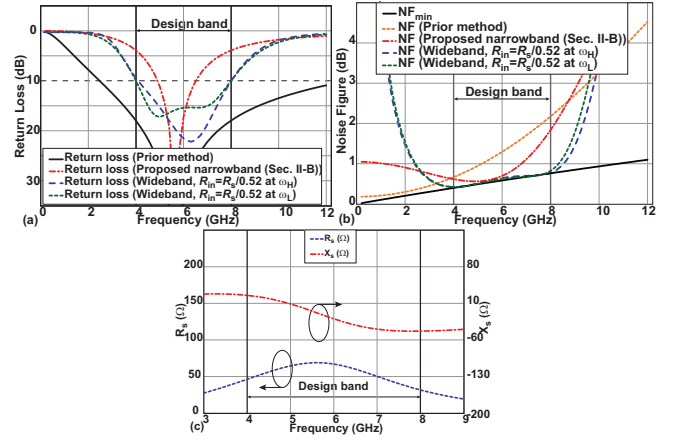 Design band
0
10
20
30
Return Loss (dB)
Return loss (Prior method)
Return loss (Proposed narrowband (Sec. II-B))
Return loss (Wideband, Rin=Rs/0.52 at ωH)
Return loss (Wideband, Rin=Rs/0.52 at ωL)
0 2 4 6 8 10 12
(a)
Frequency (GHz)
NFmin
NF (Prior method)
NF (Proposed narrowband (Sec. II-B))
NF (Wideband, Rin=Rs/0.52 at ωH)
NF (Wideband, Rin=Rs/0.52 at ωL)
Design band
4
3
2
1
0
Noise Figure (dB)
0 2 4 6 8 10 12
(b)
Frequency (GHz)
Rs (Ω)
Xs (Ω)
200
150
100
50
0
Rs (Ω)
80
10
-60
-130
-200
Xs (Ω)
Design band
3 4 5 6 7 8 9
(c)
Frequency (GHz)